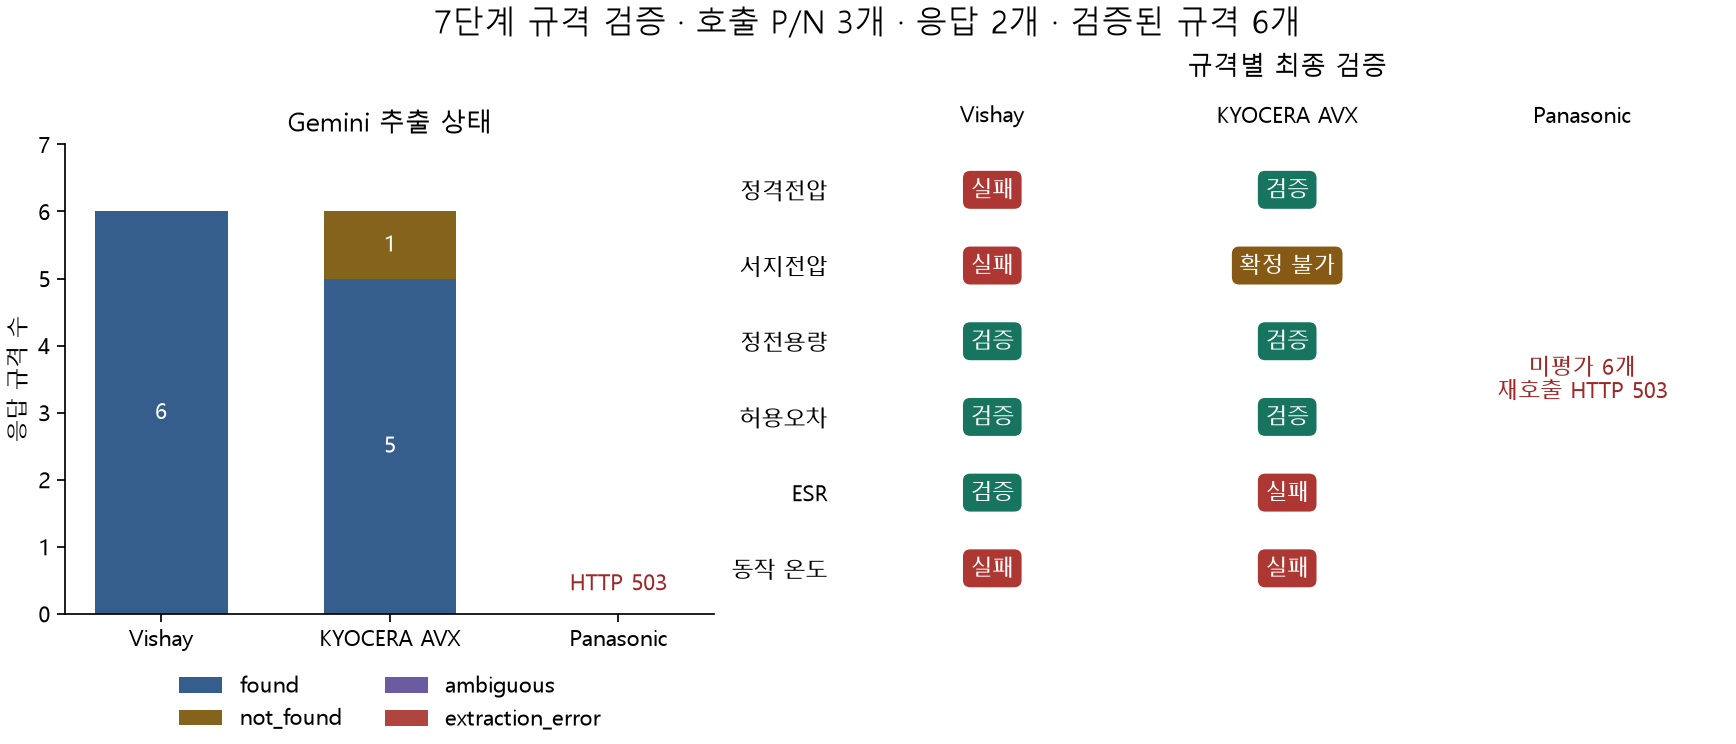 7단계 규격 검증 · 호출 P/N 3개 · 응답 2개 · 검증된 규격 6개
Gemini 추출 상태
응답 규격 수
7
6
5
4
3
2
1
0
6
1
5
HTTP 503
Vishay
KYOCERA AVX
Panasonic
found
not_found
ambiguous
extraction_error
규격별 최종 검증
Vishay KYOCERA AVX Panasonic
정격전압 실패 검증
서지전압 실패 확정 불가
정전용량 검증 검증
허용오차 검증 검증
ESR 검증 실패
동작 온도 실패 실패
미평가 6개
재호출 HTTP 503